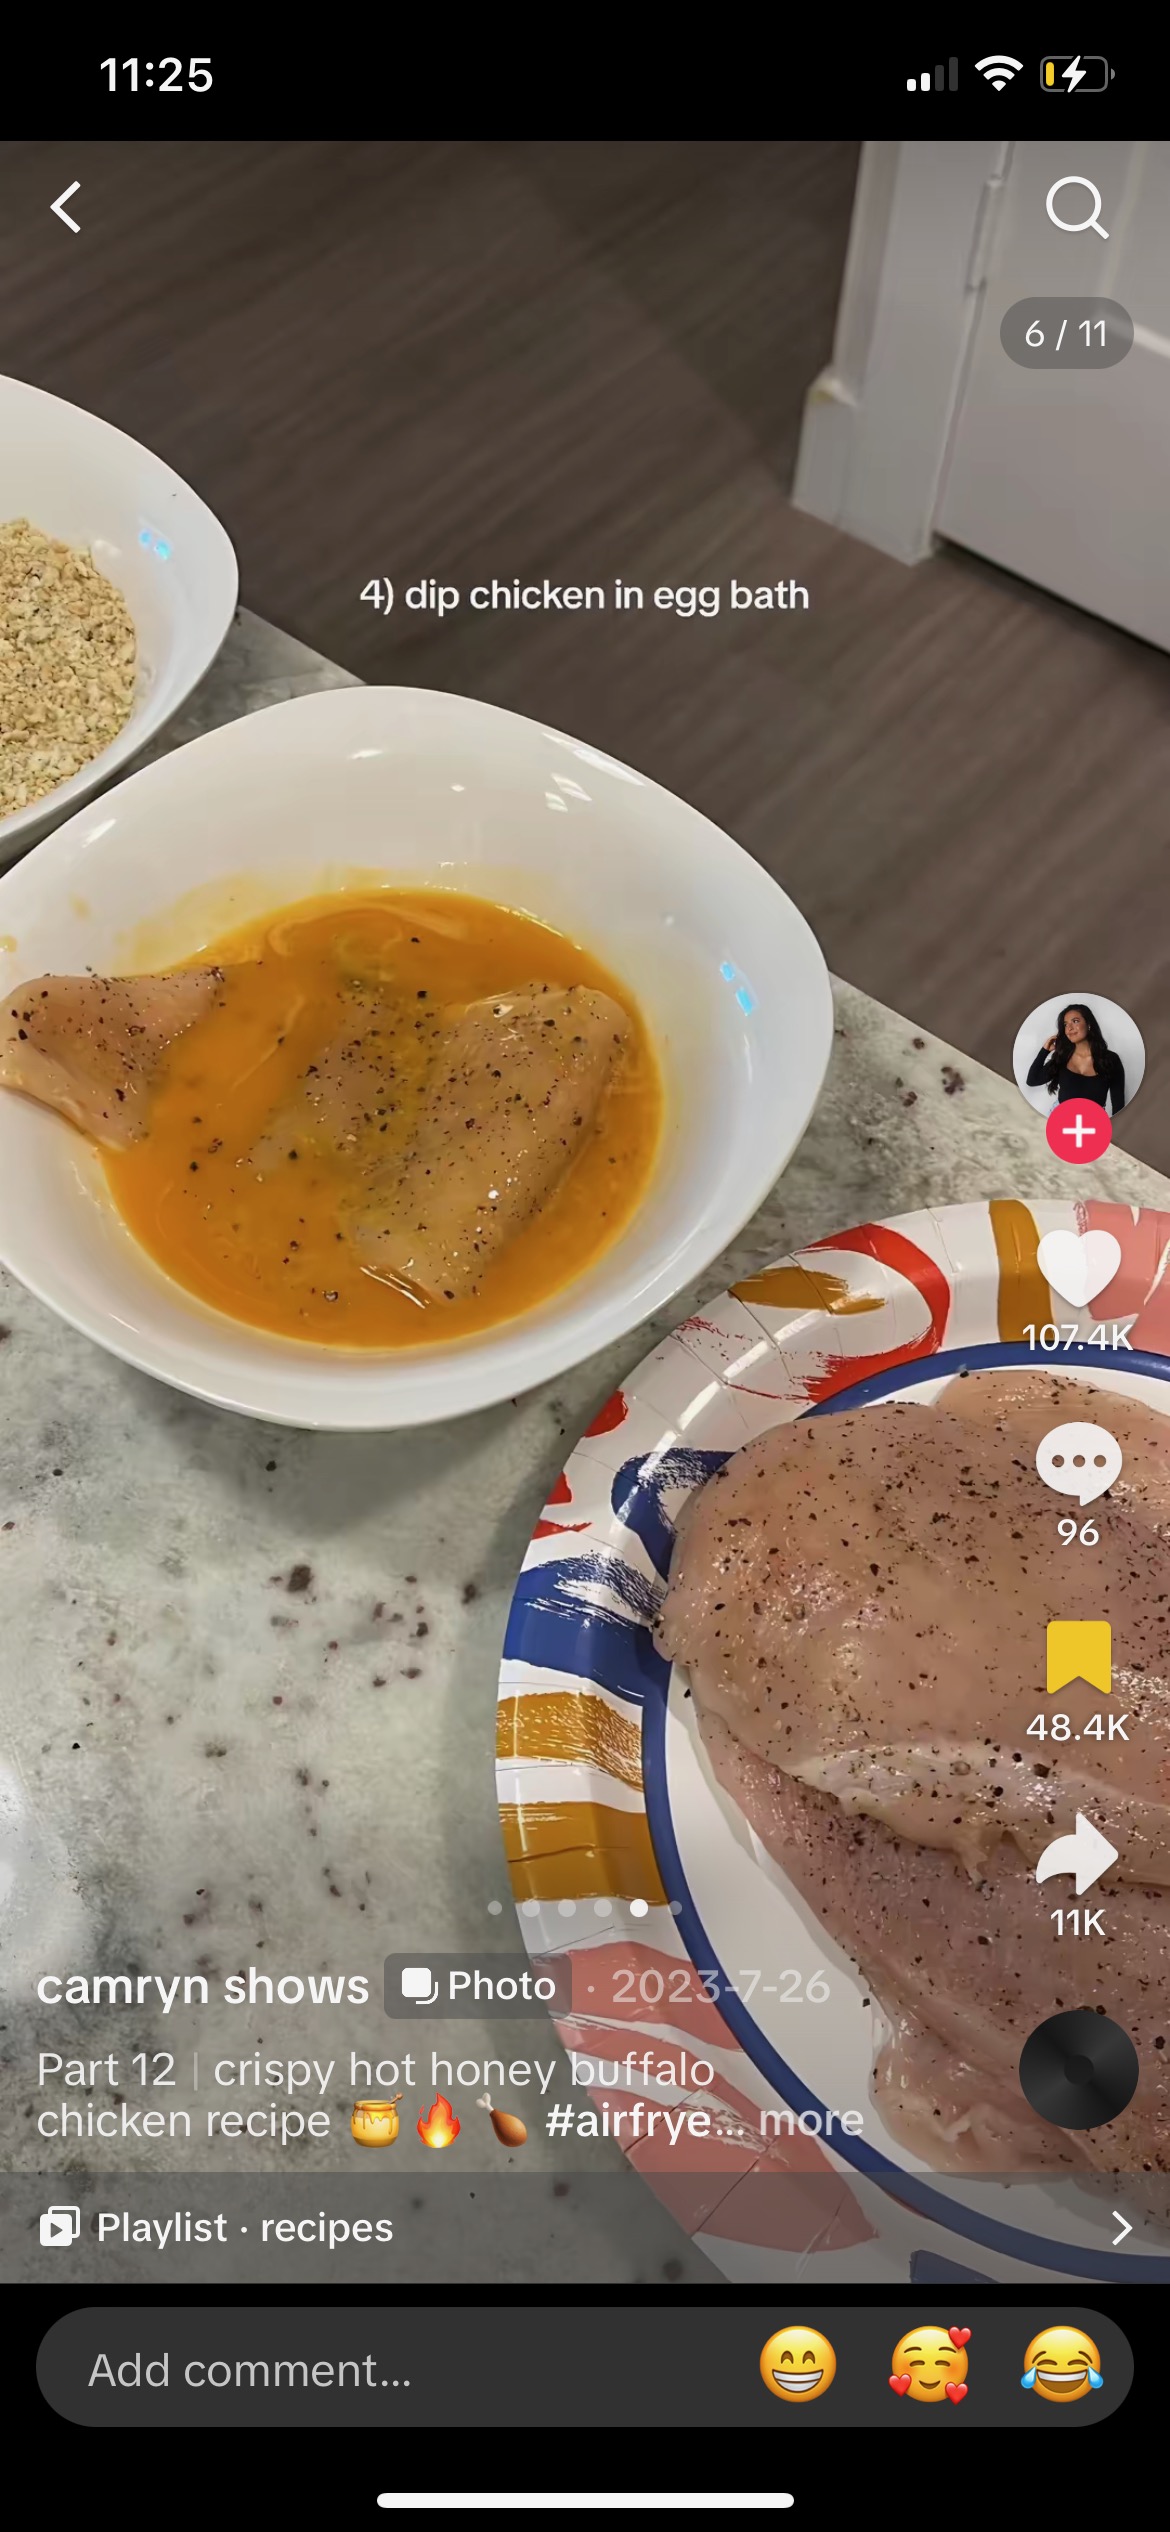 11:25
6 / 11
4) dip chicken in egg bath
107.4K
96
48.4K
11K
camryn shows Photo · 2023-7-26
Part 12 | crispy hot honey buffalo
chicken recipe 🍯 🔥 🍗 #airfrye... more
Playlist · recipes
Add comment...